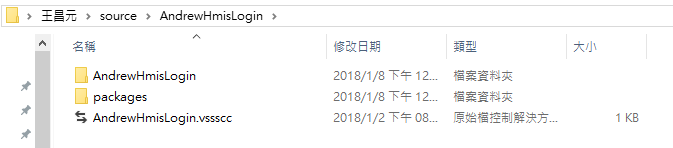 王昌元 > source > AndrewHmisLogin >
名稱 修改日期 類型 大小
AndrewHmisLogin 2018/1/8 下午 12... 檔案資料夾
packages 2018/1/8 下午 12... 檔案資料夾
AndrewHmisLogin.vssscc 2018/1/2 下午 08... 原始檔控制解決方... 1 KB